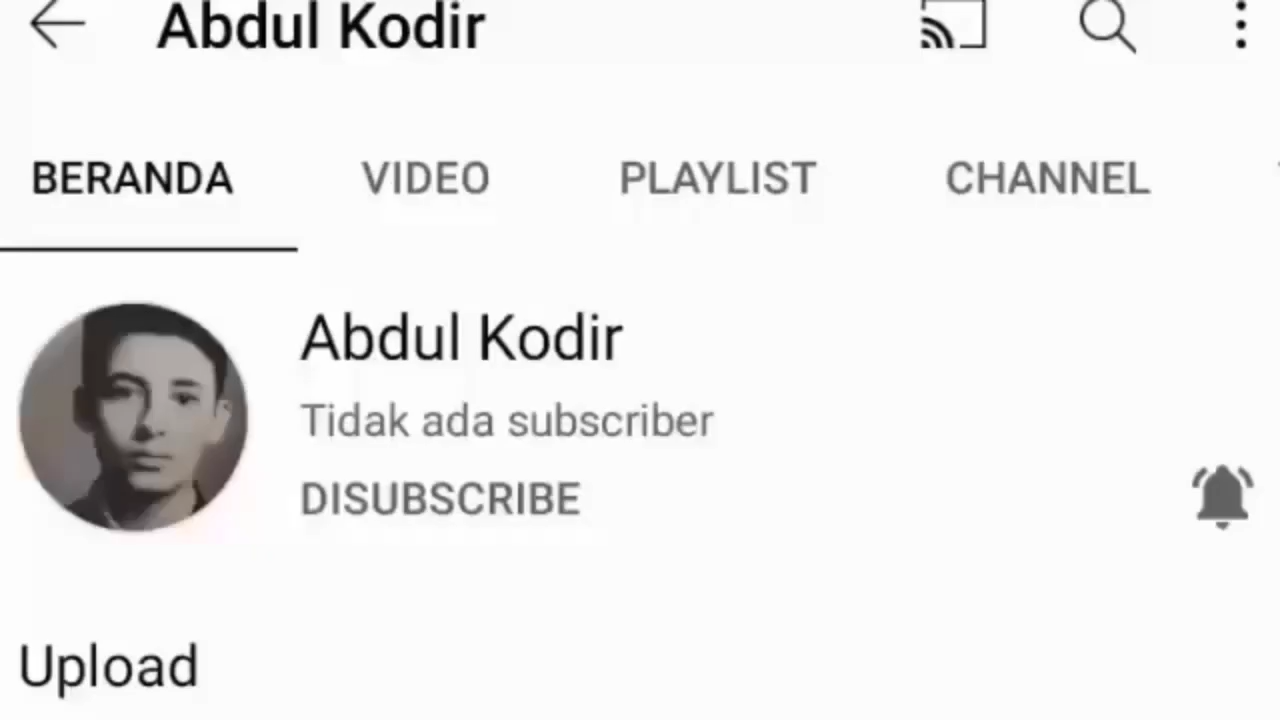 Abdul Kodir
BERANDA VIDEO PLAYLIST CHANNEL
Abdul Kodir
Tidak ada subscriber
DISUBSCRIBE
Upload